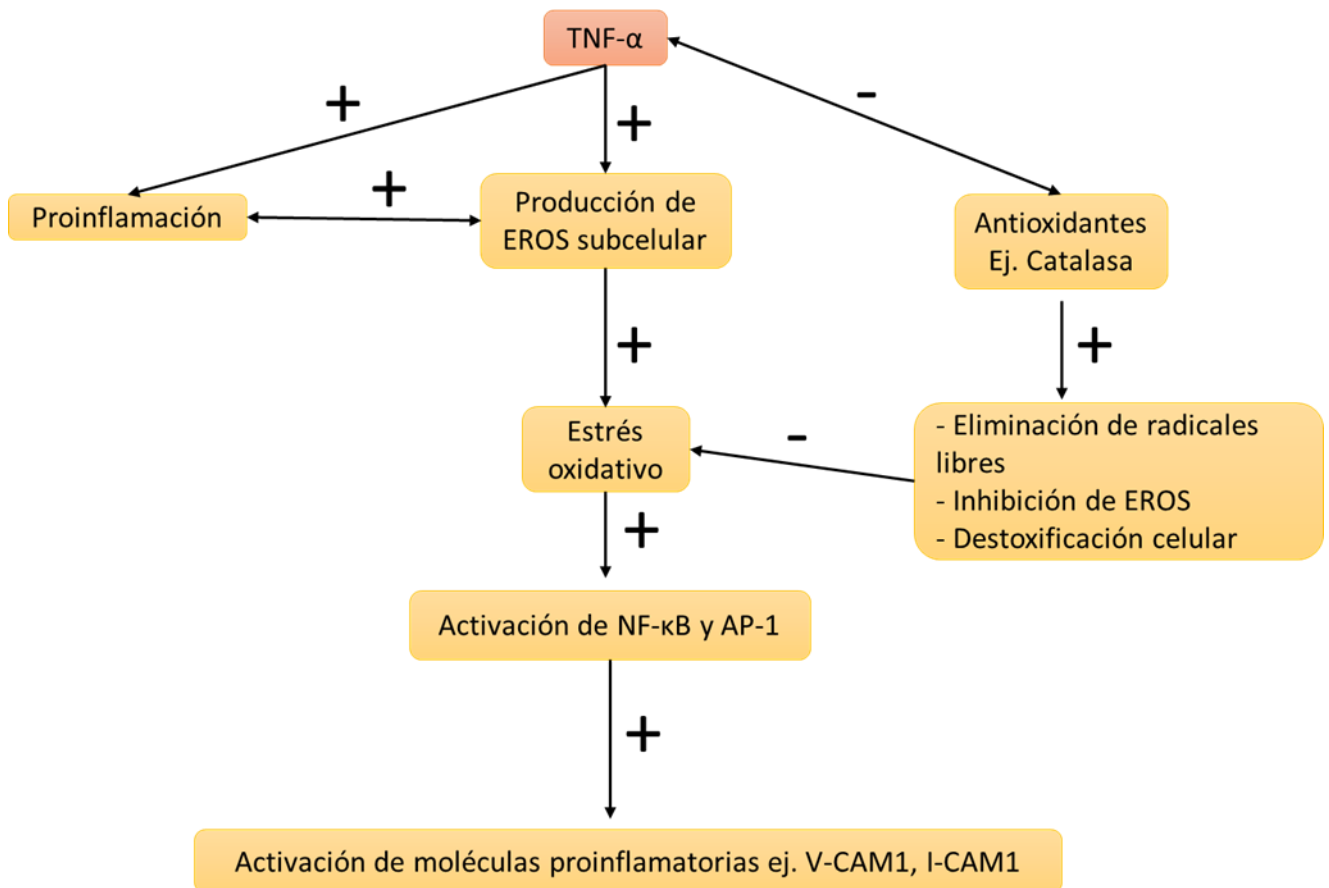 TNF-α
+
+
-
+
Proinflamación
Producción de
EROS subcelular
Antioxidantes
Ej. Catalasa
+
+
Estrés
oxidativo
-
- Eliminación de radicales
libres
- Inhibición de EROS
- Destoxificación celular
+
Activación de NF-κB y AP-1
+
Activación de moléculas proinflamatorias ej. V-CAM1, I-CAM1